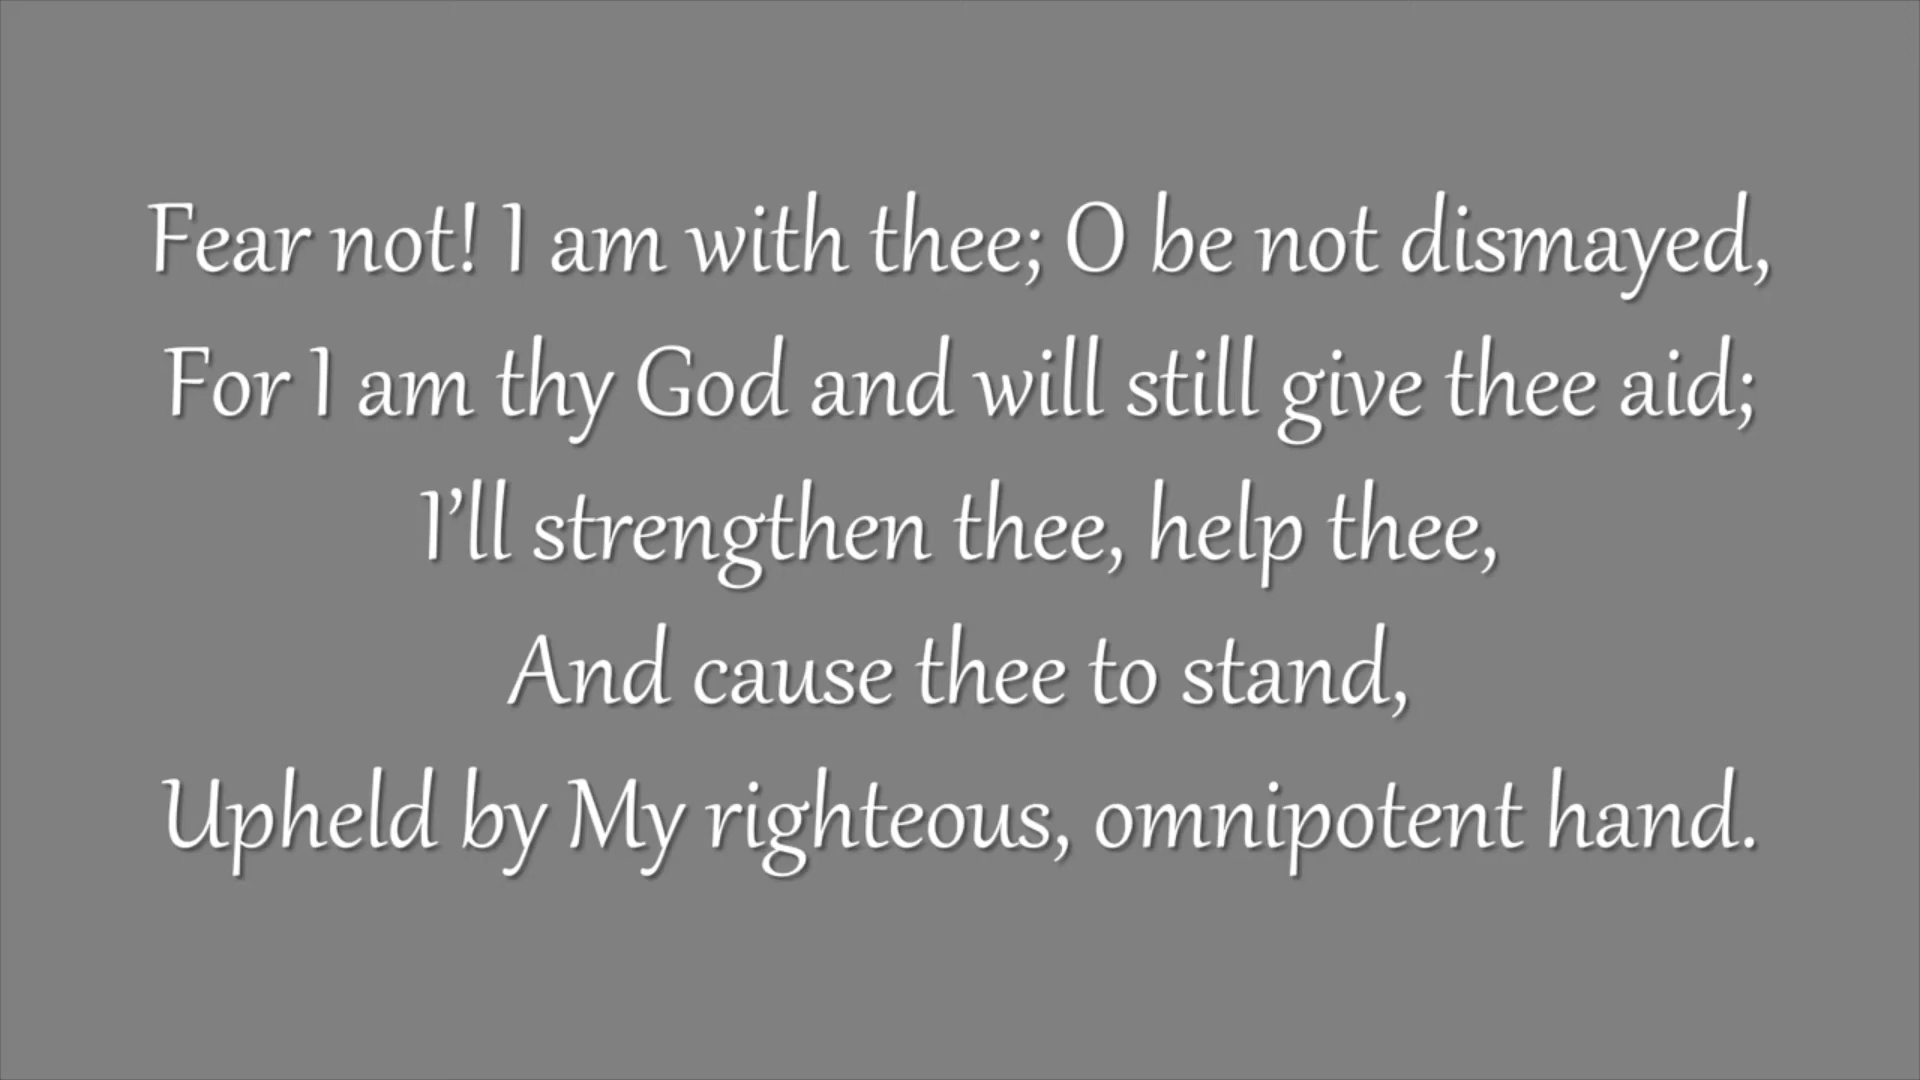 Fear not! I am with thee; O be not dismayed,
For I am thy God and will still give thee aid;
I’ll strengthen thee, help thee,
And cause thee to stand,
Upheld by My righteous, omnipotent hand.